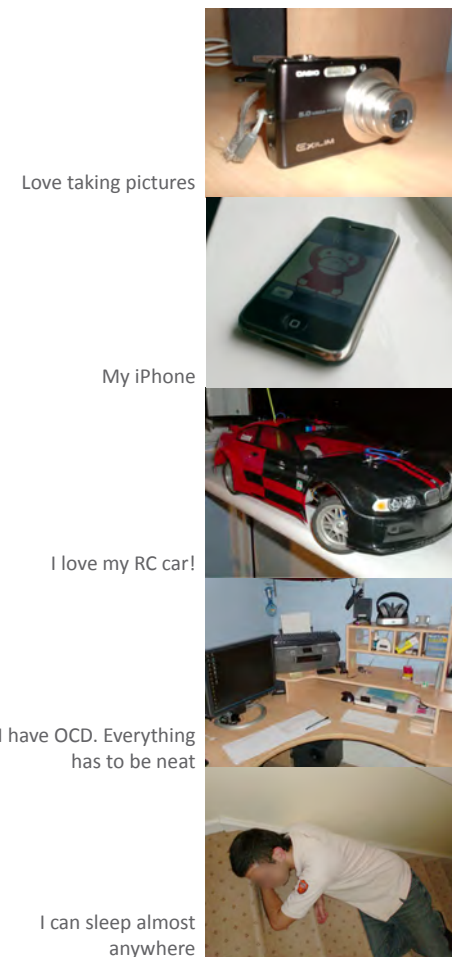 CASIO
EXILIM
Love taking pictures
My iPhone
I love my RC car!
I have OCD. Everything
has to be neat
I can sleep almost
anywhere